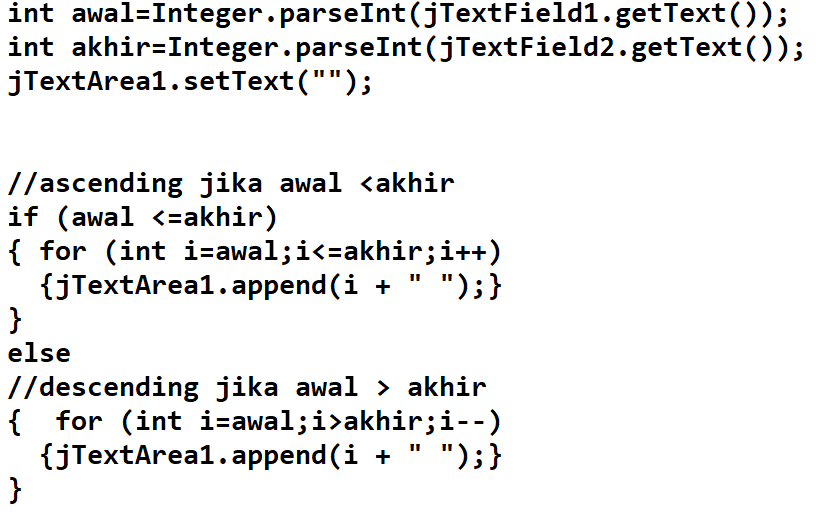 int awal=Integer.parseInt(jTextField1.getText());
int akhir=Integer.parseInt(jTextField2.getText());
jTextArea1.setText("");
//ascending jika awal <akhir
if (awal <=akhir)
{ for (int i=awal;i<=akhir;i++)
  {jTextArea1.append(i + " ");}
}
else
//descending jika awal > akhir
{  for (int i=awal;i>akhir;i--)
  {jTextArea1.append(i + " ");}
}